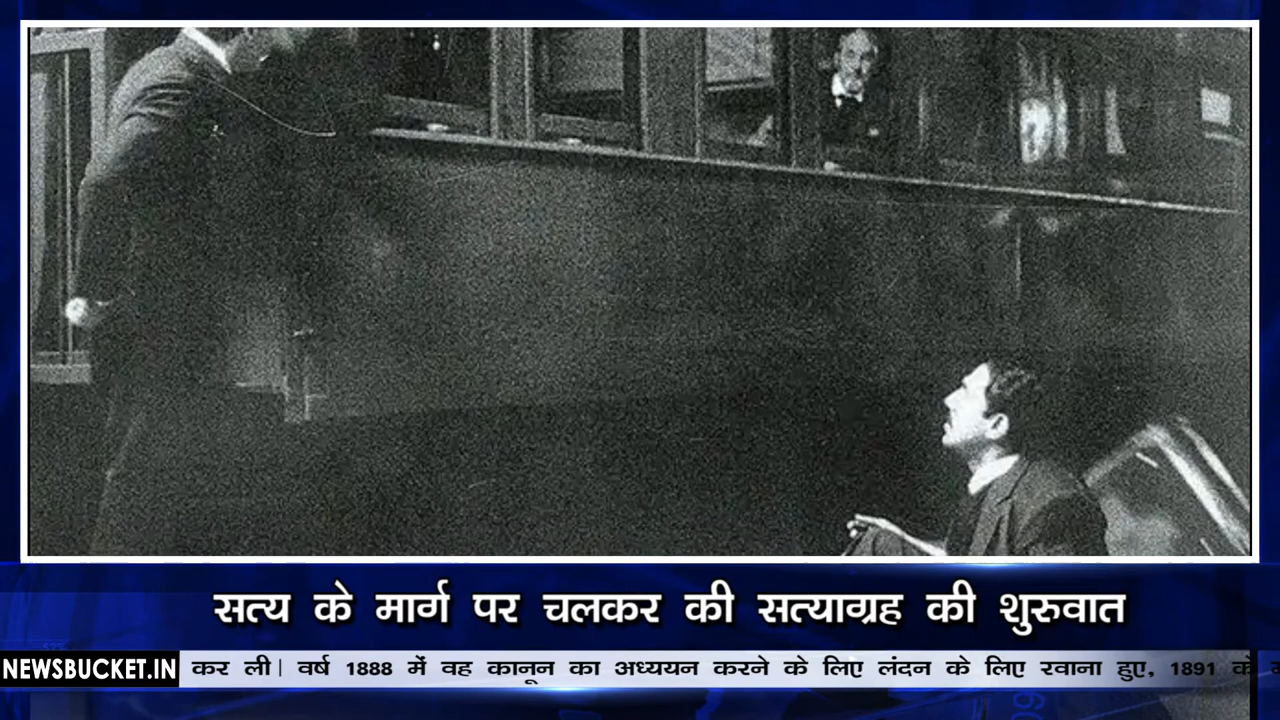 सत्य के मार्ग पर चलकर की सत्याग्रह की शुरुवात
NEWSBUCKET.IN कर ली| वर्ष 1888 में वह कानून का अध्ययन करने के लिए लंदन के लिए रवाना हुए, 1891 के